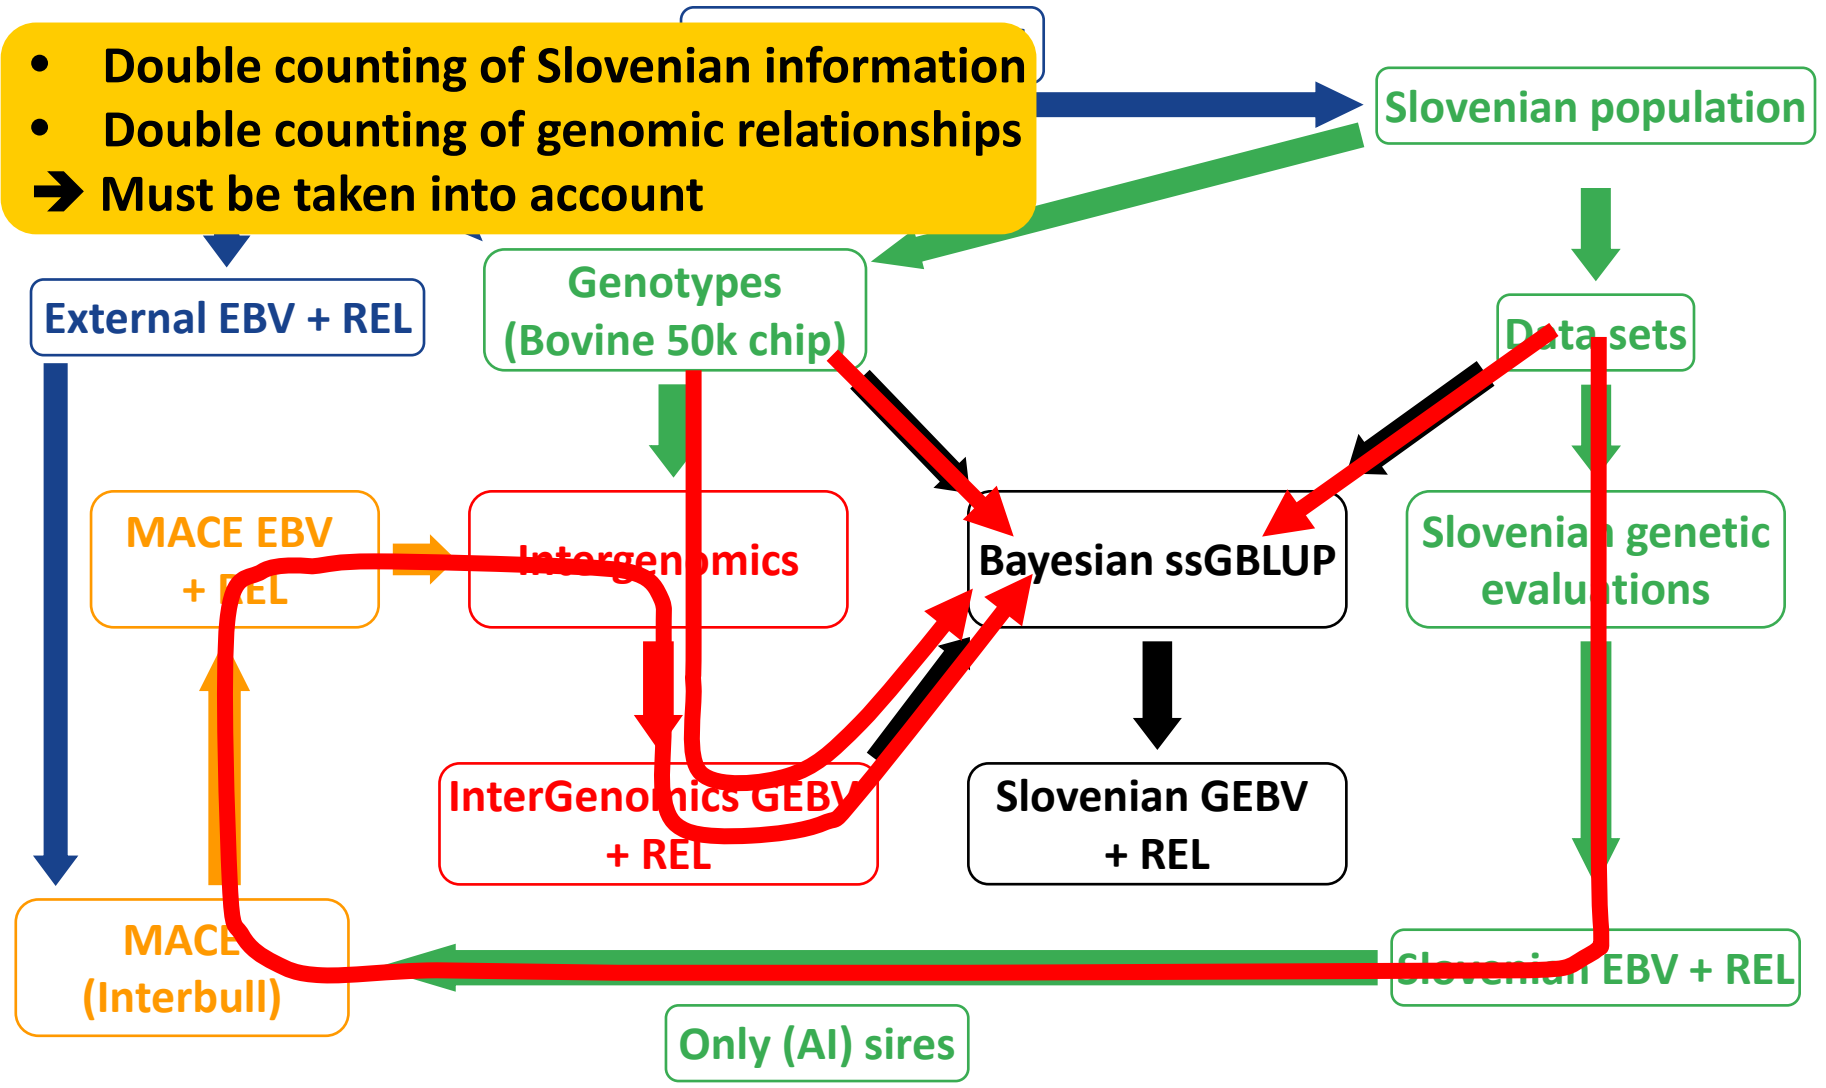 • Double counting of Slovenian information
• Double counting of genomic relationships
➔ Must be taken into account
Slovenian population
External EBV + REL
Genotypes
(Bovine 50k chip)
Data sets
MACE EBV
+ REL
Intergenomics
Bayesian ssGBLUP
Slovenian genetic
evaluations
InterGenomics GEBV
+ REL
Slovenian GEBV
+ REL
MACE
(Interbull)
Slovenian EBV + REL
Only (AI) sires